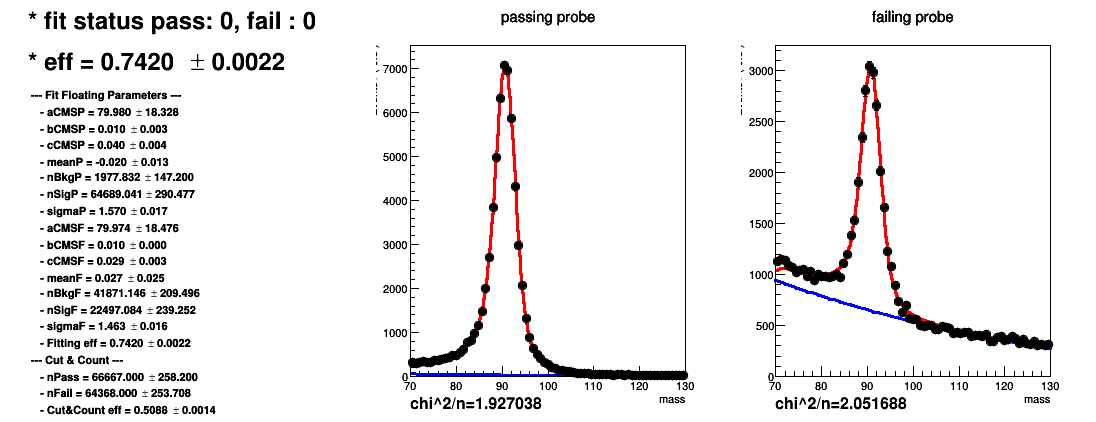 * fit status pass: 0, fail : 0
* eff = 0.7420 ± 0.0022
--- Fit Floating Parameters ---
- aCMSP = 79.980 ± 18.328
- bCMSP = 0.010 ± 0.003
- cCMSP = 0.040 ± 0.004
- meanP = -0.020 ± 0.013
- nBkgP = 1977.832 ± 147.200
- nSigP = 64689.041 ± 290.477
- sigmaP = 1.570 ± 0.017
- aCMSF = 79.974 ± 18.476
- bCMSF = 0.010 ± 0.000
- cCMSF = 0.029 ± 0.003
- meanF = 0.027 ± 0.025
- nBkgF = 41871.146 ± 209.496
- nSigF = 22497.084 ± 239.252
- sigmaF = 1.463 ± 0.016
- Fitting eff = 0.7420 ± 0.0022
--- Cut & Count ---
- nPass = 66667.000 ± 258.200
- nFail = 64368.000 ± 253.708
- Cut&Count eff = 0.5088 ± 0.0014
passing probe
7000
6000
5000
4000
3000
2000
1000
0
70 80 90 100 110 120 130
mass
chi^2/n=1.927038
failing probe
3000
2500
2000
1500
1000
500
0
70 80 90 100 110 120 130
mass
chi^2/n=2.051688